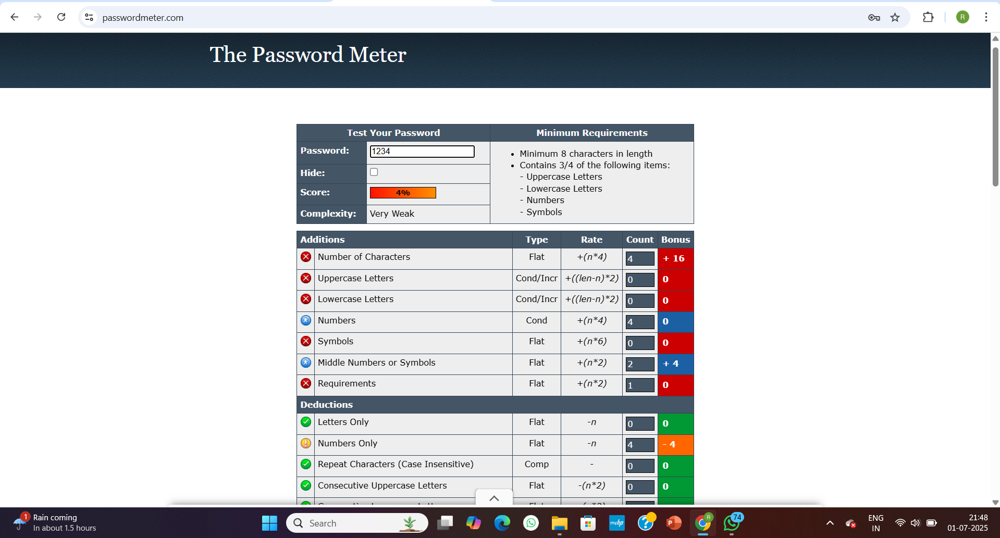 passwordmeter.com
R
The Password Meter
Test Your Password
Minimum Requirements
Password:
1234
Hide:
Score:
4%
Complexity:
Very Weak
• Minimum 8 characters in length
• Contains 3/4 of the following items:
- Uppercase Letters
- Lowercase Letters
- Numbers
- Symbols
Additions Type Rate Count Bonus
Number of Characters Flat +(n*4) 4 + 16
Uppercase Letters Cond/Incr +((len-n)*2) 0 0
Lowercase Letters Cond/Incr +((len-n)*2) 0 0
Numbers Cond +(n*4) 4 0
Symbols Flat +(n*6) 0 0
Middle Numbers or Symbols Flat +(n*2) 2 + 4
Requirements Flat +(n*2) 1 0
Deductions
Letters Only Flat -n 0 0
Numbers Only Flat -n 4 - 4
Repeat Characters (Case Insensitive) Comp - 0 0
Consecutive Uppercase Letters Flat -(n*2) 0 0
1
Rain coming
In about 1.5 hours
Search
myhp
P
R
74
ENG
IN
21:48
01-07-2025